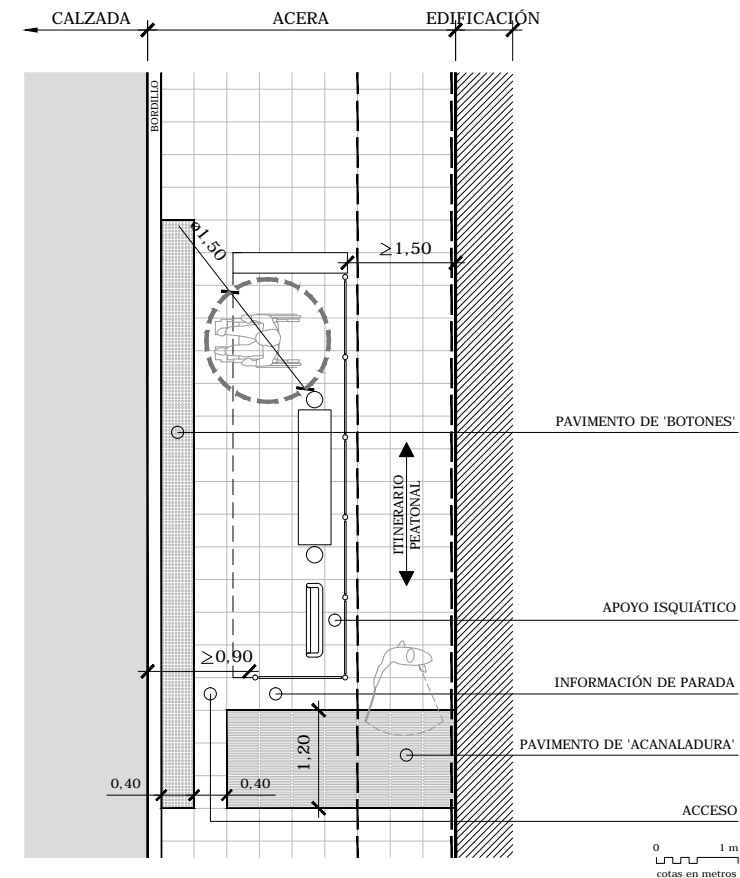 CALZADA
ACERA
EDIFICACIÓN
BORDILLO
ø1,50
≥1,50
PAVIMENTO DE 'BOTONES'
ITINERARIO
PEATONAL
APOYO ISQUIÁTICO
≥0,90
INFORMACIÓN DE PARADA
1,20
PAVIMENTO DE 'ACANALADURA'
0,40
0,40
ACCESO
0 1 m
cotas en metros